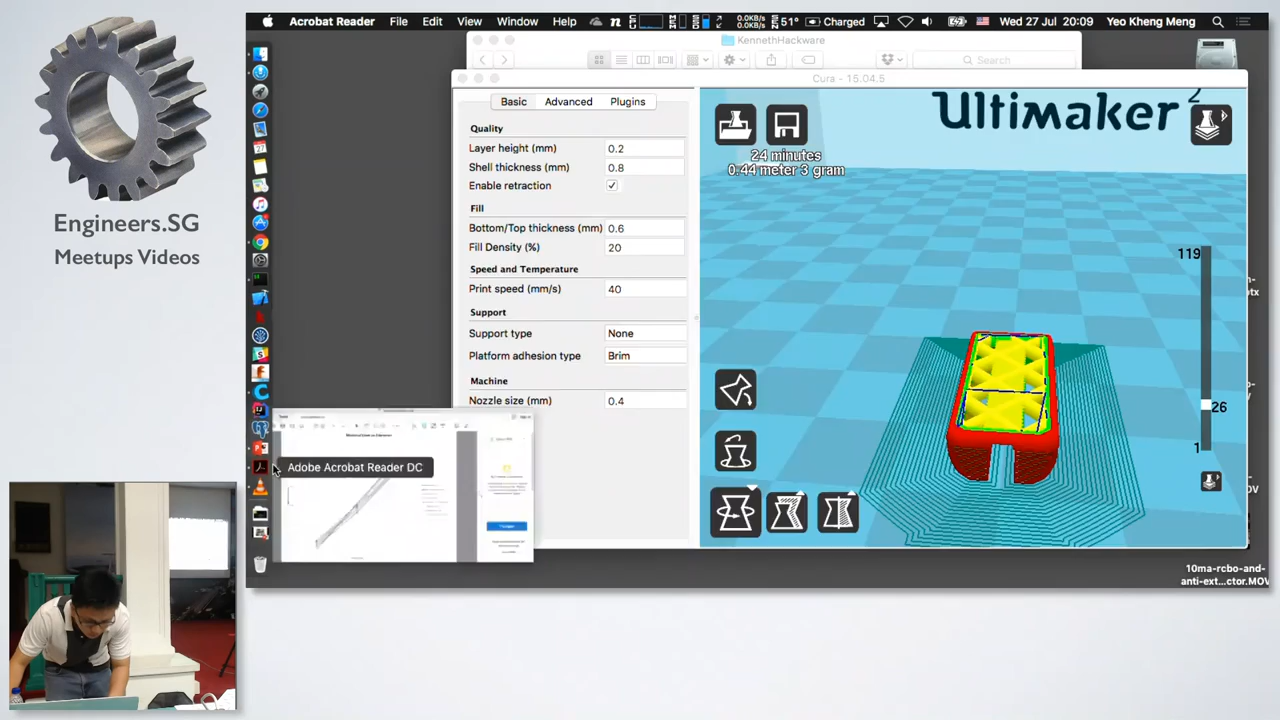 Acrobat Reader File Edit View Window Help 0.0KB/s 0.0KB/s 51° Charged Wed 27 Jul 20:09 Yeo Kheng Meng
KennethHackware
Search
Cura - 15.04.5
Basic Advanced Plugins
Quality
Layer height (mm) 0.2
Shell thickness (mm) 0.8
Enable retraction
Fill
Bottom/Top thickness (mm) 0.6
Fill Density (%) 20
Speed and Temperature
Print speed (mm/s) 40
Support
Support type None
Platform adhesion type Brim
Machine
Nozzle size (mm) 0.4
Ultimaker 2
24 minutes
0.44 meter 3 gram
119
26
1
Adobe Acrobat Reader DC
10ma-rcbo-and-
anti-ext...ctor.MOV
Engineers.SG
Meetups Videos